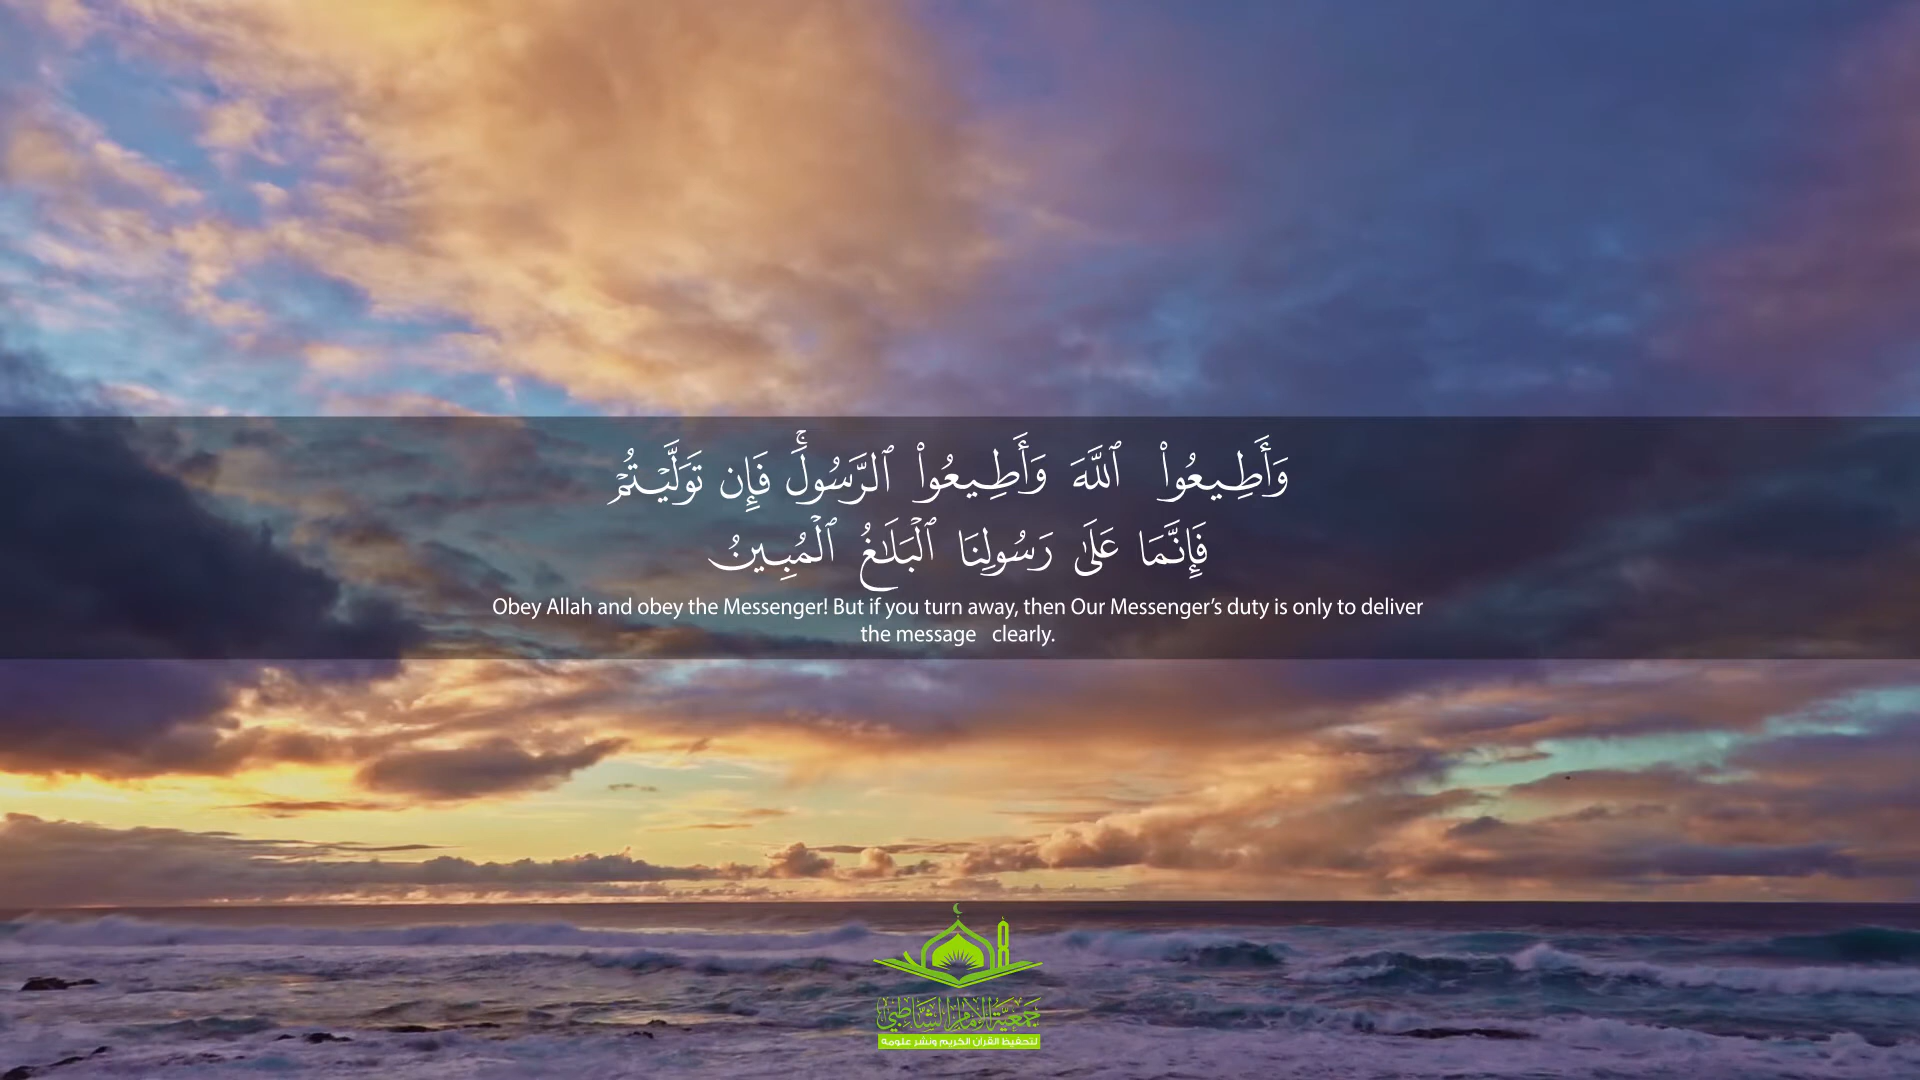 وَأَطِيعُوا۟ ٱللَّهَ وَأَطِيعُوا۟ ٱلرَّسُولَ ۚ فَإِن تَوَلَّيْتُمْ
فَإِنَّمَا عَلَىٰ رَسُولِنَا ٱلْبَلَـٰغُ ٱلْمُبِينُ
Obey Allah and obey the Messenger! But if you turn away, then Our Messenger’s duty is only to deliver
the message clearly.
جمعية الإمام الشاطبي
لتحفيظ القرآن الكريم ونشر علومه